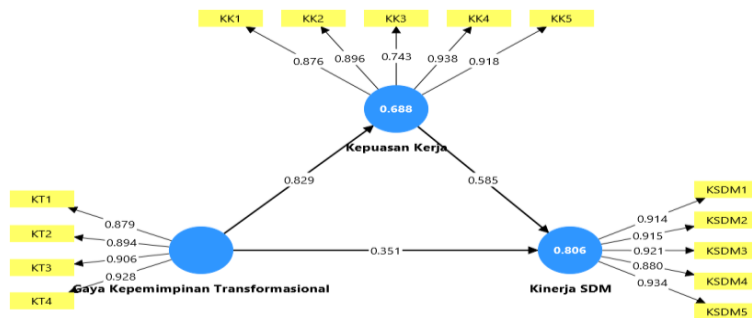 KK1
KK2
KK3
KK4
KK5
0.876
0.896
0.743
0.938
0.918
0.688
Kepuasan Kerja
0.829
0.585
KT1
KT2
KT3
KT4
0.879
0.894
0.906
0.928
Gaya Kepemimpinan Transformasional
0.351
0.806
Kinerja SDM
0.914
0.915
0.921
0.880
0.934
KSDM1
KSDM2
KSDM3
KSDM4
KSDM5